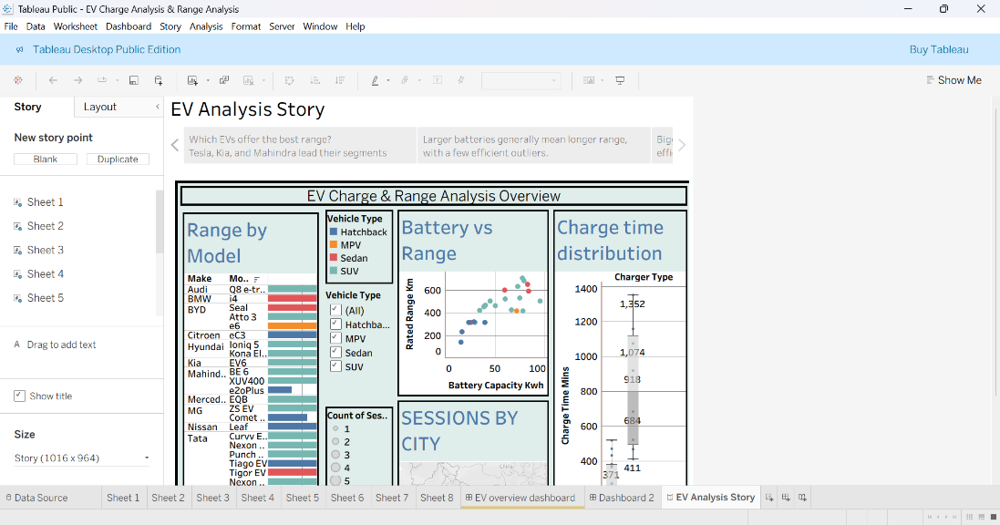 Tableau Public - EV Charge Analysis & Range Analysis
File Data Worksheet Dashboard Story Analysis Format Server Window Help
Tableau Desktop Public Edition
Buy Tableau
Show Me
Story
Layout
New story point
Blank
Duplicate
Sheet 1
Sheet 2
Sheet 3
Sheet 4
Sheet 5
A Drag to add text
Show title
Size
Story (1016 x 964)
EV Analysis Story
Which EVs offer the best range?
Tesla, Kia, and Mahindra lead their segments
Larger batteries generally mean longer range,
with a few efficient outliers.
Big
effi
EV Charge & Range Analysis Overview
Range by
Model
Make Mo..
Audi Q8 e-tr..
BMW i4
BYD Seal
Atto 3
e6
Citroen eC3
Hyundai Ioniq 5
Kona El..
Kia EV6
Mahind.. BE 6
XUV400
e2oPlus
Merced.. EQB
MG ZS EV
Comet ..
Nissan Leaf
Tata Curvv E..
Nexon ..
Punch ..
Tiago EV
Tigor EV
Nexon ..
Vehicle Type
Hatchback
MPV
Sedan
SUV
Vehicle Type
(All)
Hatchba...
MPV
Sedan
SUV
Count of Ses..
1
2
3
4
5
Battery vs
Range
Rated Range Km
600
400
200
0
0 50 100
Battery Capacity Kwh
SESSIONS BY
CITY
Charge time
distribution
Charger Type
Charge Time Mins
1400
1200
1000
800
600
400
1,352
1,074
918
684
411
371
Data Source Sheet 1 Sheet 2 Sheet 3 Sheet 4 Sheet 5 Sheet 6 Sheet 7 Sheet 8 EV overview dashboard Dashboard 2 EV Analysis Story